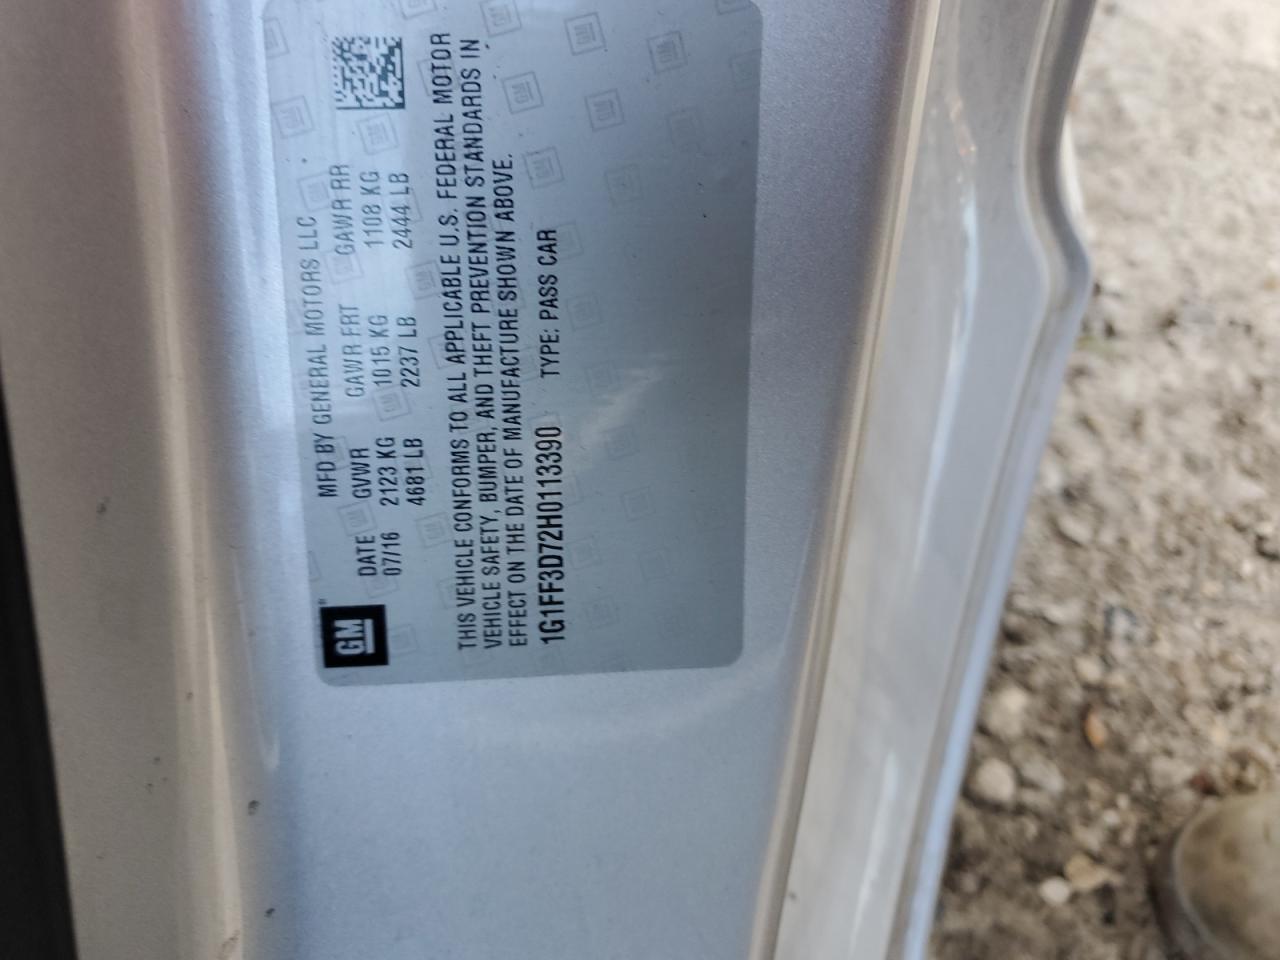 GM
MFD BY GENERAL MOTORS LLC
DATE GVWR GAWR FRT GAWR RR
07/16 2123 KG 1015 KG 1108 KG
4681 LB 2237 LB 2444 LB
THIS VEHICLE CONFORMS TO ALL APPLICABLE U.S. FEDERAL MOTOR
VEHICLE SAFETY, BUMPER, AND THEFT PREVENTION STANDARDS IN
EFFECT ON THE DATE OF MANUFACTURE SHOWN ABOVE.
1G1FF3D72H0113390 TYPE: PASS CAR